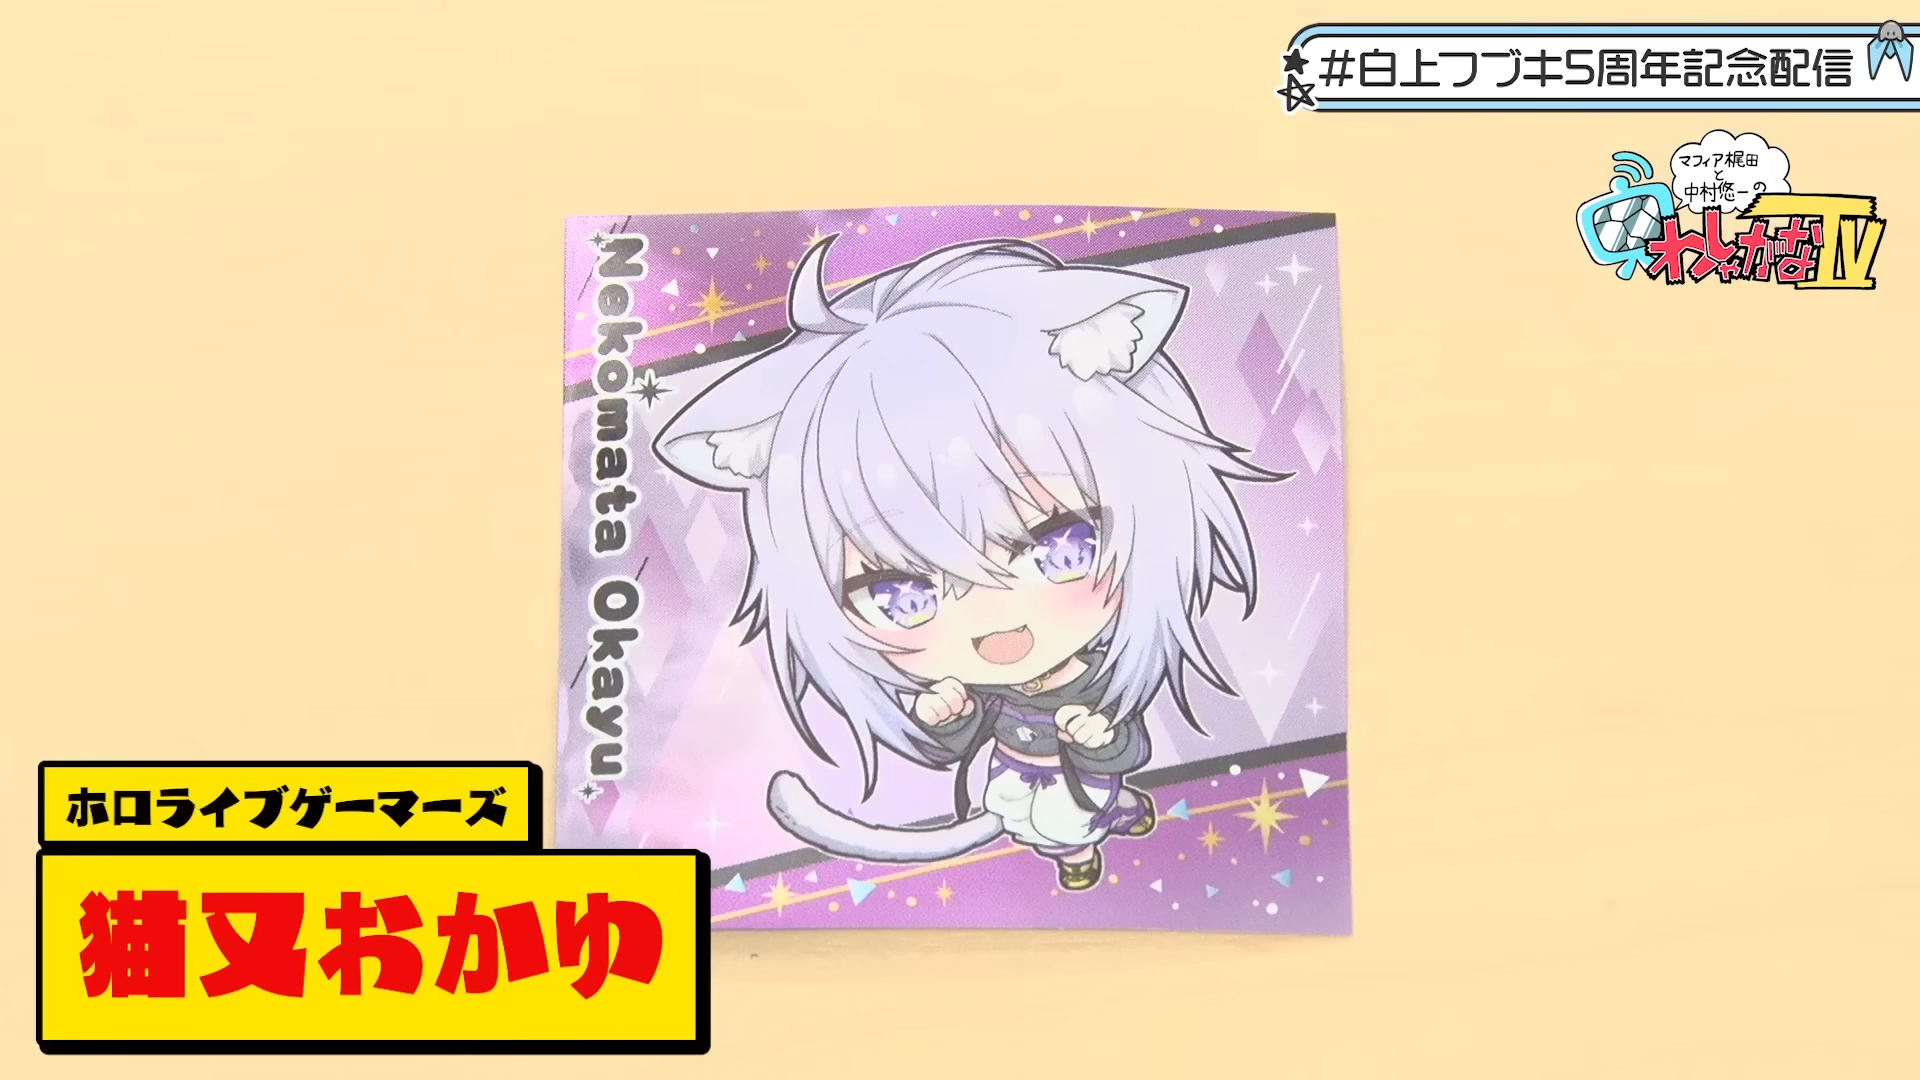 #白上フブキ5周年記念配信
マフィア梶田
と
中村悠一の
わしゃがなTV
Nekomata Okayu
ホロライブゲーマーズ
猫又おかゆ